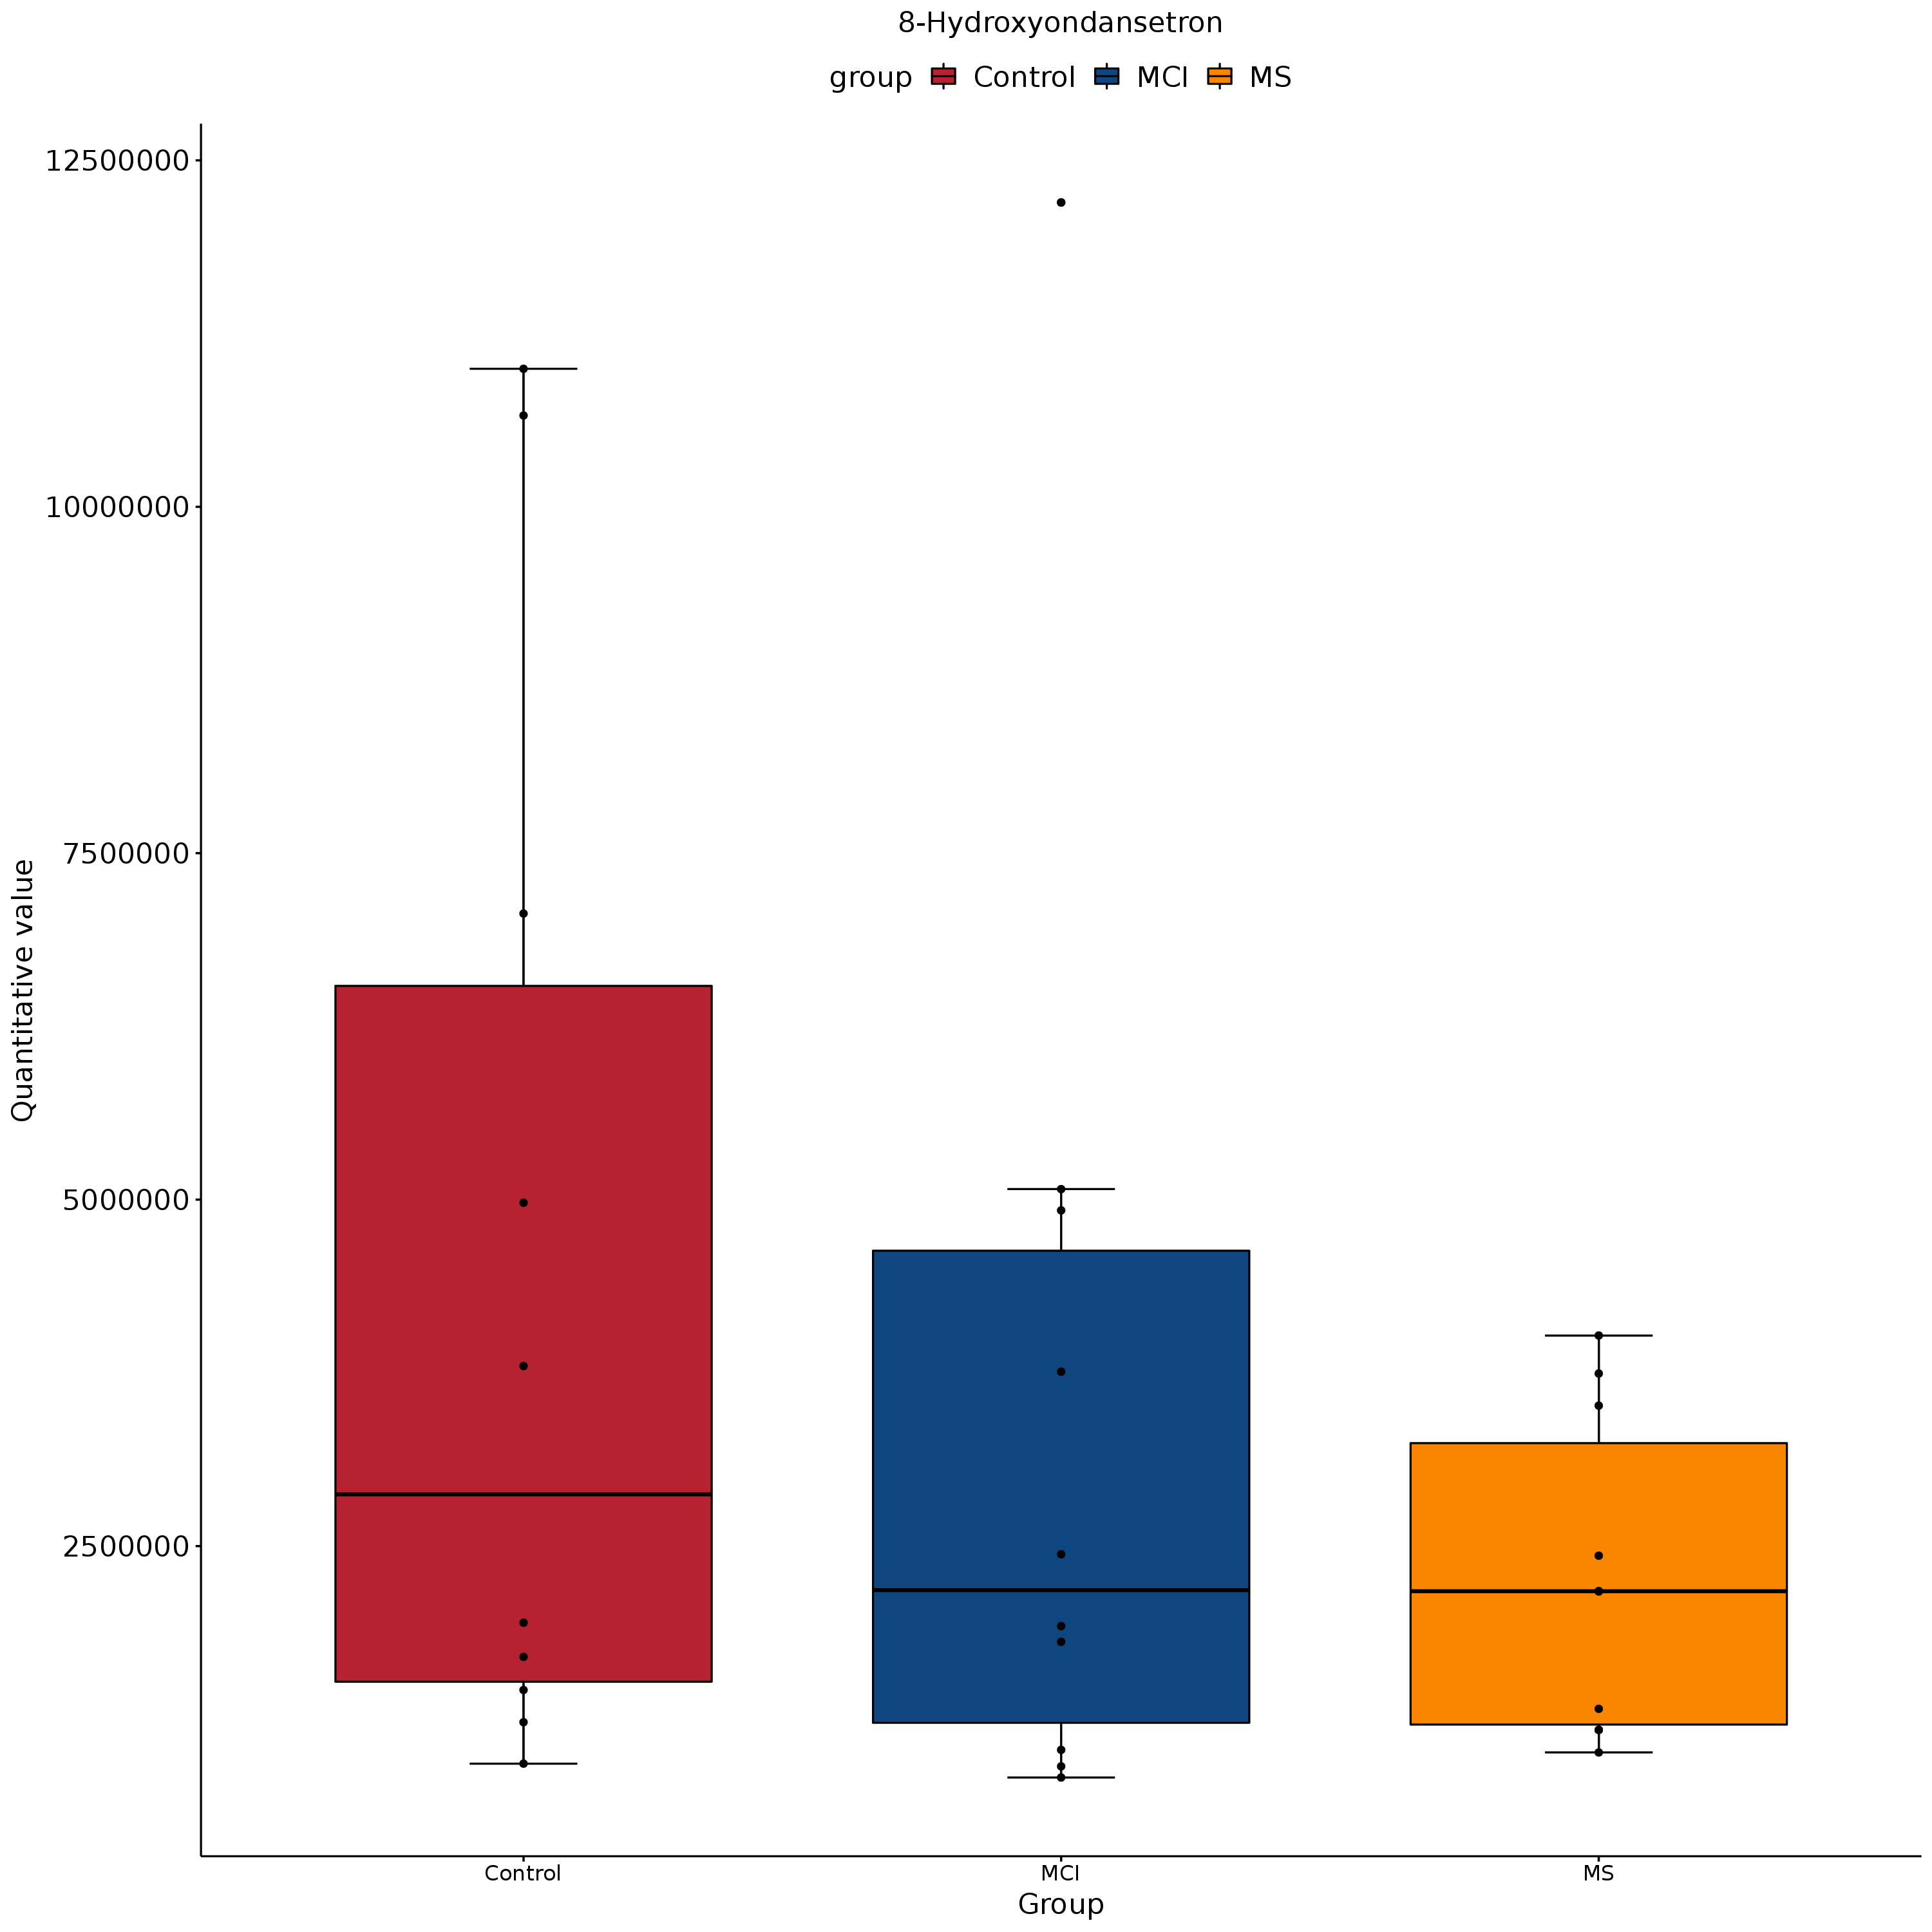 8-Hydroxyondansetron
group Control MCI MS
12500000
10000000
7500000
5000000
2500000
Quantitative value
Control MCI MS
Group